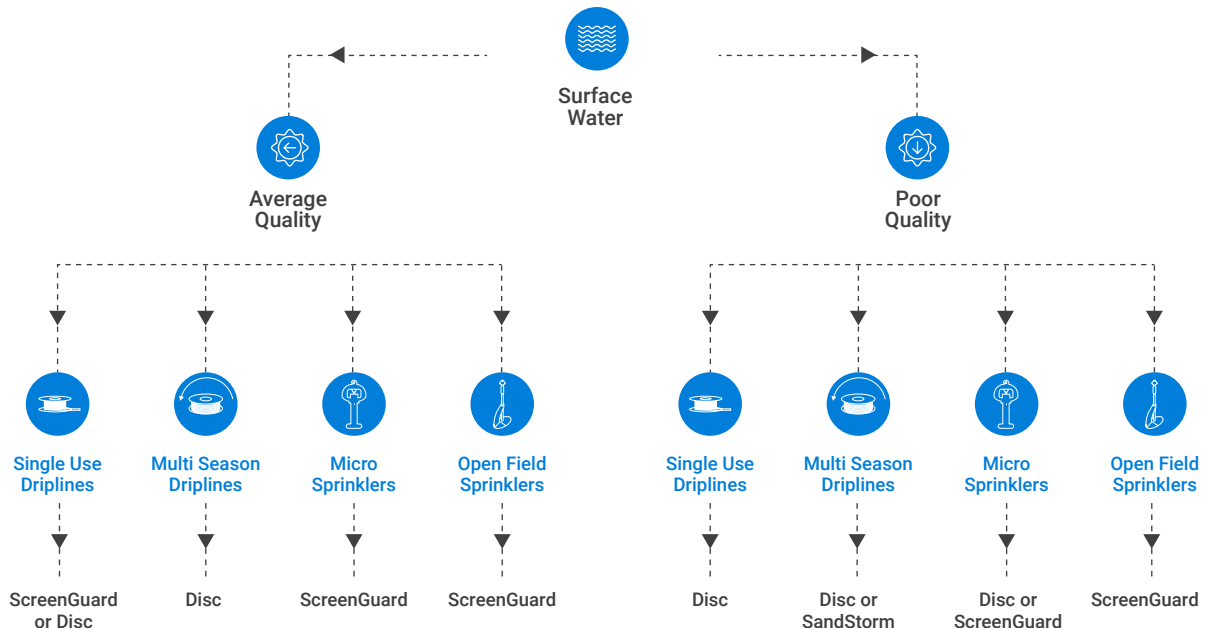 Surface
Water
Average
Quality
Poor
Quality
Single Use
Driplines
Multi Season
Driplines
Micro
Sprinklers
Open Field
Sprinklers
Single Use
Driplines
Multi Season
Driplines
Micro
Sprinklers
Open Field
Sprinklers
ScreenGuard
or Disc
Disc
ScreenGuard
ScreenGuard
Disc
Disc or
SandStorm
Disc or
ScreenGuard
ScreenGuard